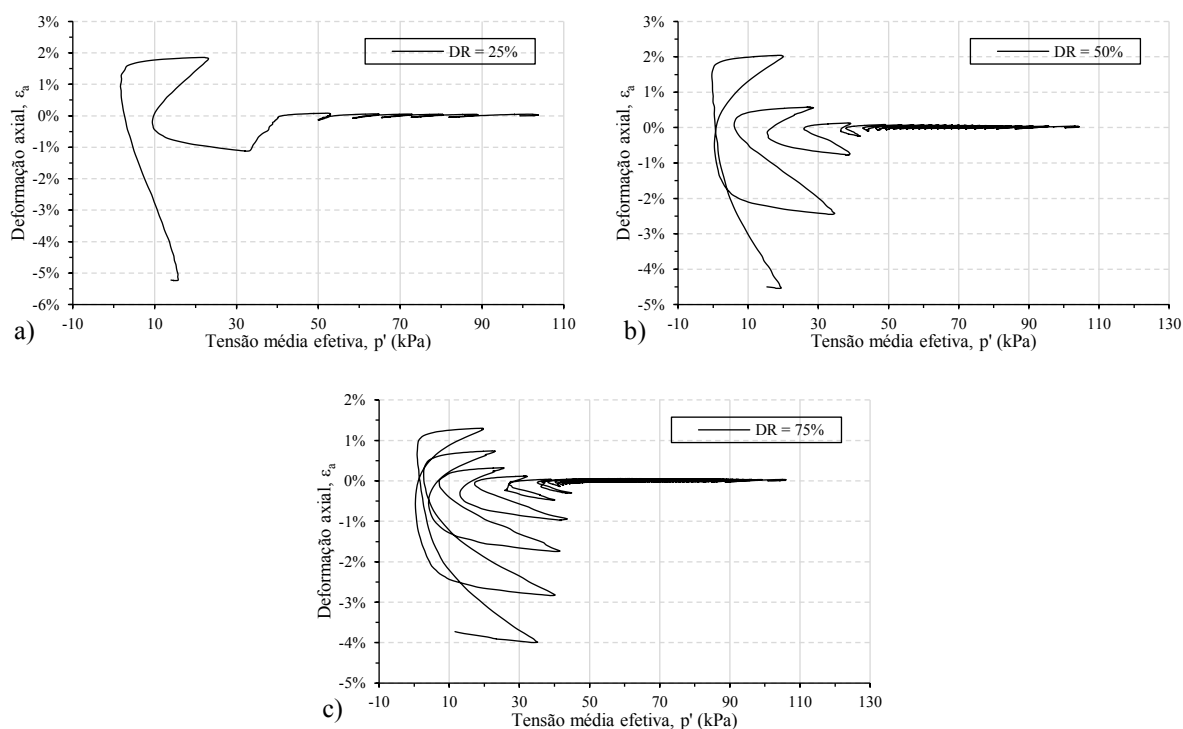 3%
2%
1%
0%
-1%
-2%
-3%
-4%
-5%
-6%
Deformação axial, εa
DR = 25%
-10 10 30 50 70 90 110
Tensão média efetiva, p' (kPa)
a)
3%
2%
1%
0%
-1%
-2%
-3%
-4%
-5%
Deformação axial, εa
DR = 50%
-10 10 30 50 70 90 110 130
Tensão média efetiva, p' (kPa)
b)
2%
1%
0%
-1%
-2%
-3%
-4%
-5%
Deformação axial, εa
DR = 75%
-10 10 30 50 70 90 110 130
Tensão média efetiva, p' (kPa)
c)